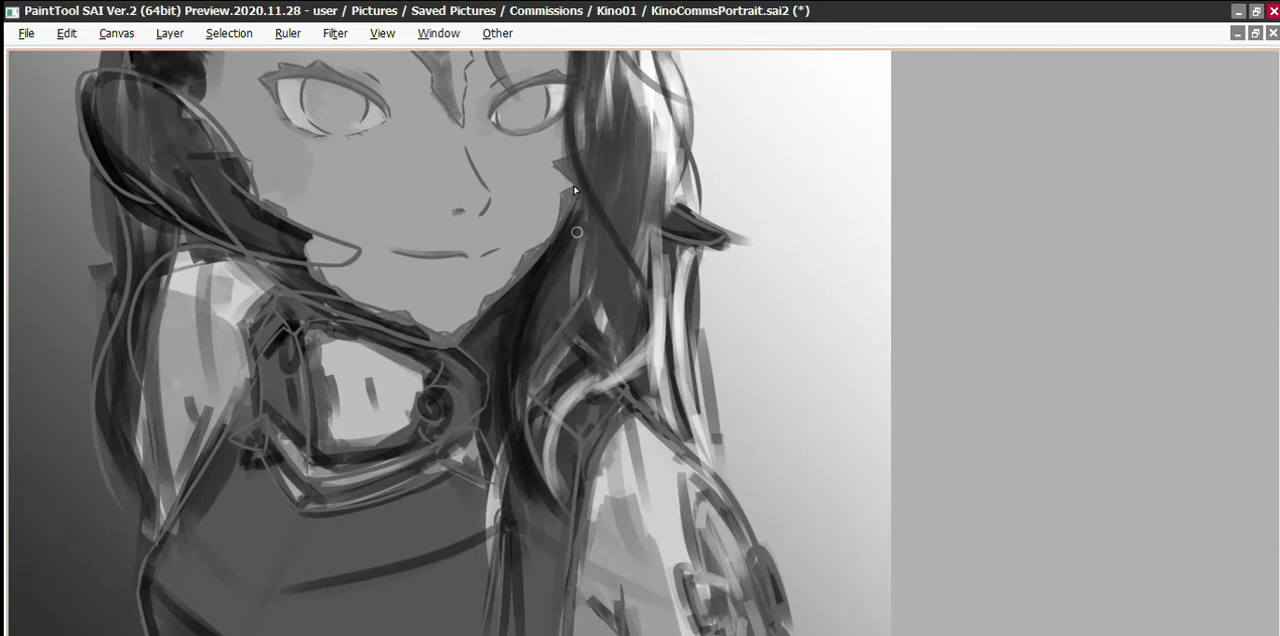 PaintTool SAI Ver.2 (64bit) Preview.2020.11.28 - user / Pictures / Saved Pictures / Commissions / Kino01 / KinoCommsPortrait.sai2 (*)
File Edit Canvas Layer Selection Ruler Filter View Window Other